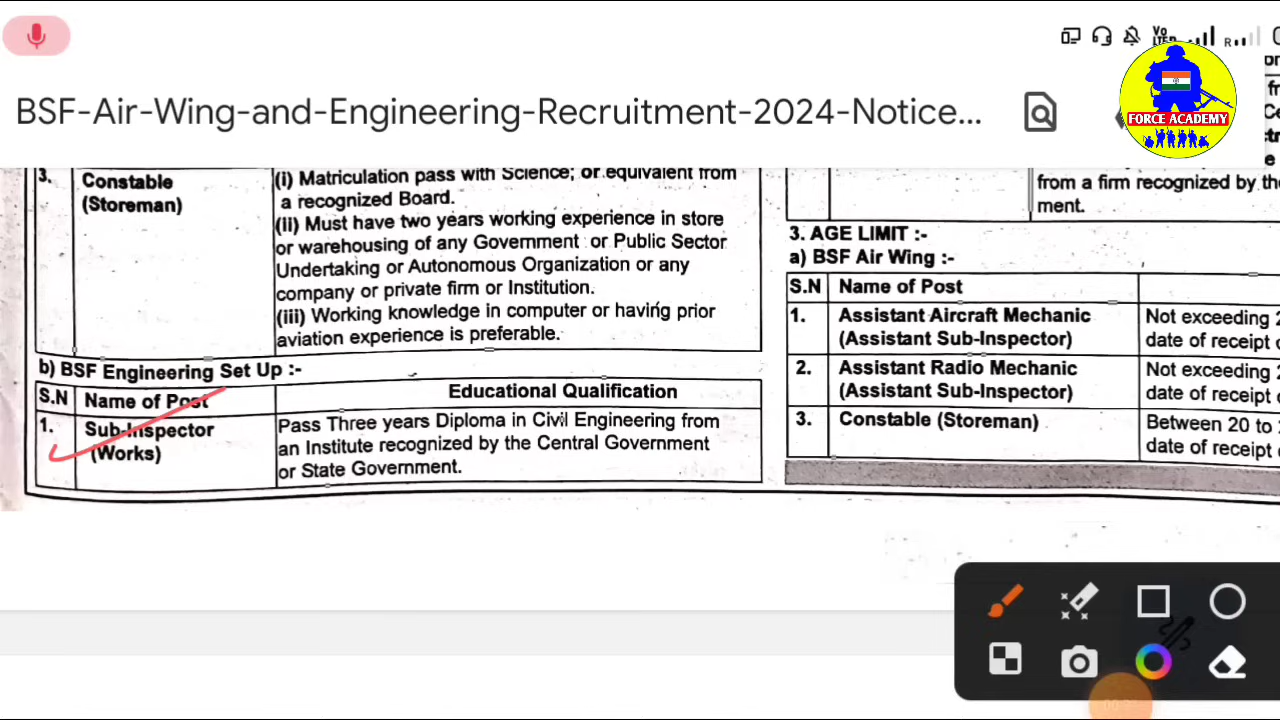 BSF-Air-Wing-and-Engineering-Recruitment-2024-Notice...
FORCE ACADEMY
3.
Constable
(Storeman)
(i) Matriculation pass with Science; or equivalent from
a recognized Board.
(ii) Must have two years working experience in store
or warehousing of any Government or Public Sector
Undertaking or Autonomous Organization or any
company or private firm or Institution.
(iii) Working knowledge in computer or having prior
aviation experience is preferable.
b) BSF Engineering Set Up :-
S.N Name of Post Educational Qualification
1. Sub-Inspector
(Works)
Pass Three years Diploma in Civil Engineering from
an Institute recognized by the Central Government
or State Government.
from a firm recognized by the
ment.
3. AGE LIMIT :-
a) BSF Air Wing :-
S.N Name of Post
1. Assistant Aircraft Mechanic
(Assistant Sub-Inspector)
Not exceeding
date of receipt
2. Assistant Radio Mechanic
(Assistant Sub-Inspector)
Not exceeding
date of receipt
3. Constable (Storeman)
Between 20 to
date of receipt